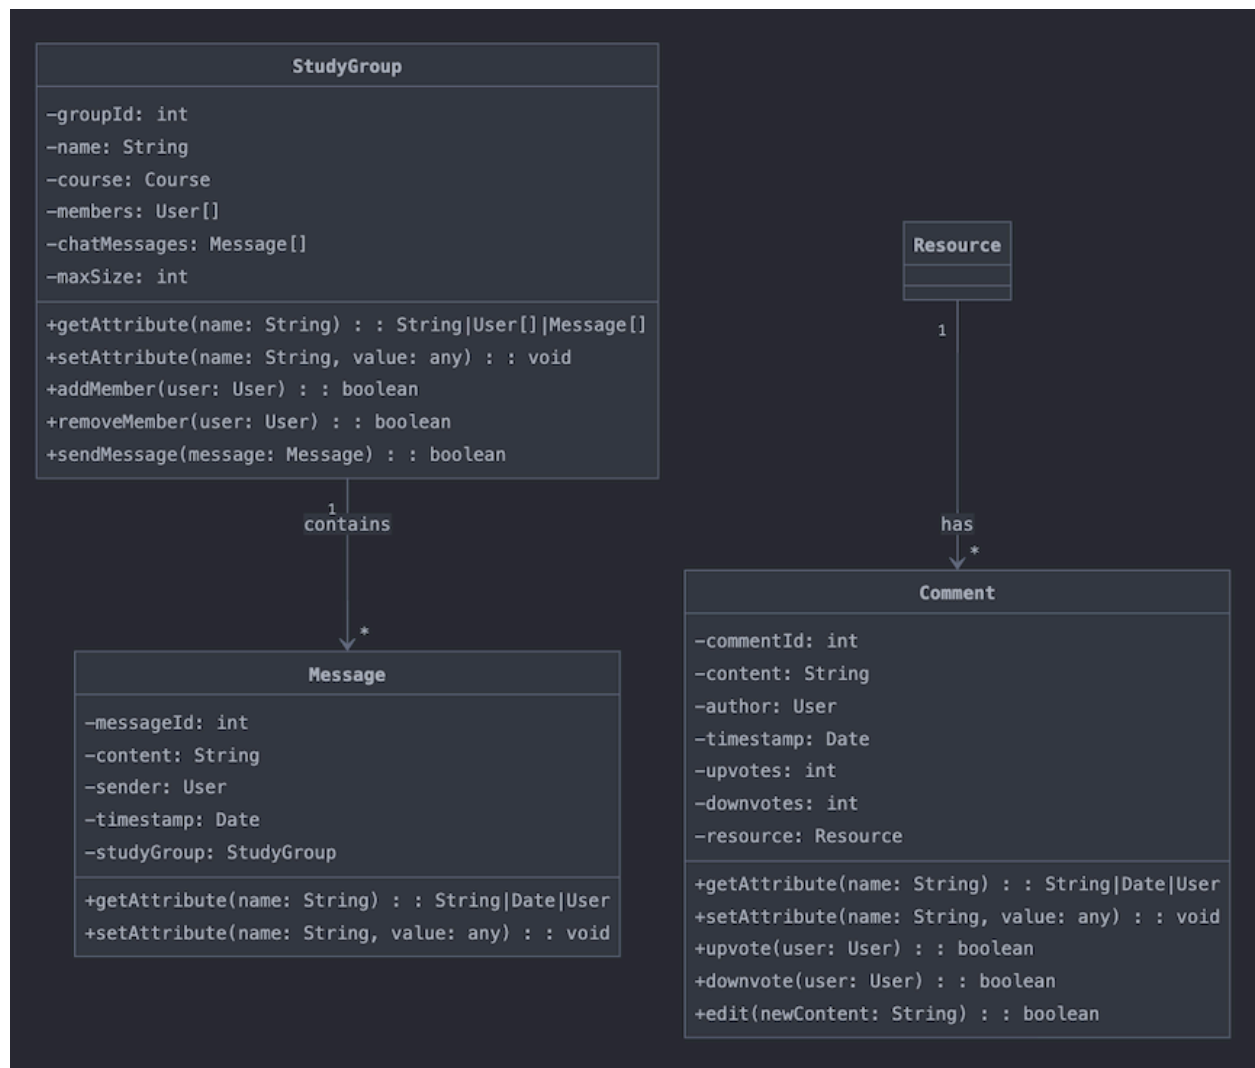 StudyGroup
-groupId: int
-name: String
-course: Course
-members: User[]
-chatMessages: Message[]
-maxSize: int
+getAttribute(name: String) : : String|User[]|Message[]
+setAttribute(name: String, value: any) : : void
+addMember(user: User) : : boolean
+removeMember(user: User) : : boolean
+sendMessage(message: Message) : : boolean
1
contains
*
Message
-messageId: int
-content: String
-sender: User
-timestamp: Date
-studyGroup: StudyGroup
+getAttribute(name: String) : : String|Date|User
+setAttribute(name: String, value: any) : : void
Resource
1
has
*
Comment
-commentId: int
-content: String
-author: User
-timestamp: Date
-upvotes: int
-downvotes: int
-resource: Resource
+getAttribute(name: String) : : String|Date|User
+setAttribute(name: String, value: any) : : void
+upvote(user: User) : : boolean
+downvote(user: User) : : boolean
+edit(newContent: String) : : boolean